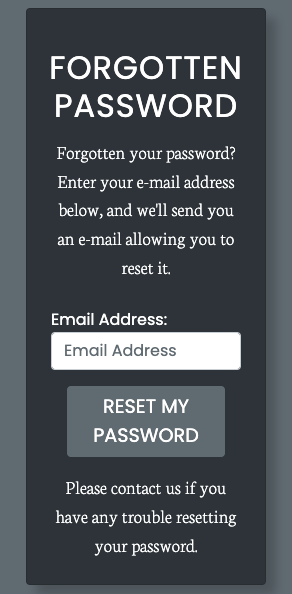 FORGOTTEN
PASSWORD
Forgotten your password?
Enter your e-mail address
below, and we'll send you
an e-mail allowing you to
reset it.
Email Address:
Email Address
RESET MY
PASSWORD
Please contact us if you
have any trouble resetting
your password.